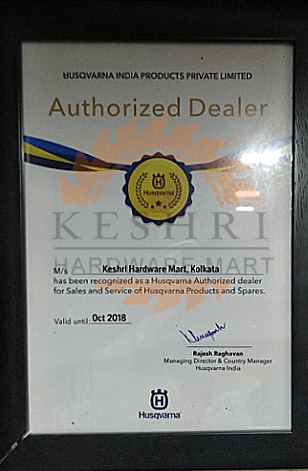 HUSQVARNA INDIA PRODUCTS PRIVATE LIMITED
Authorized Dealer
Husqvarna
KESHRI
HARDWARE MART
M/s Keshri Hardware Mart, Kolkata
has been recognized as a Husqvarna Authorized dealer
for Sales and Service of Husqvarna Products and Spares.
Valid until: Oct 2018
Rajesh Raghavan
Managing Director & Country Manager
Husqvarna India
Husqvarna